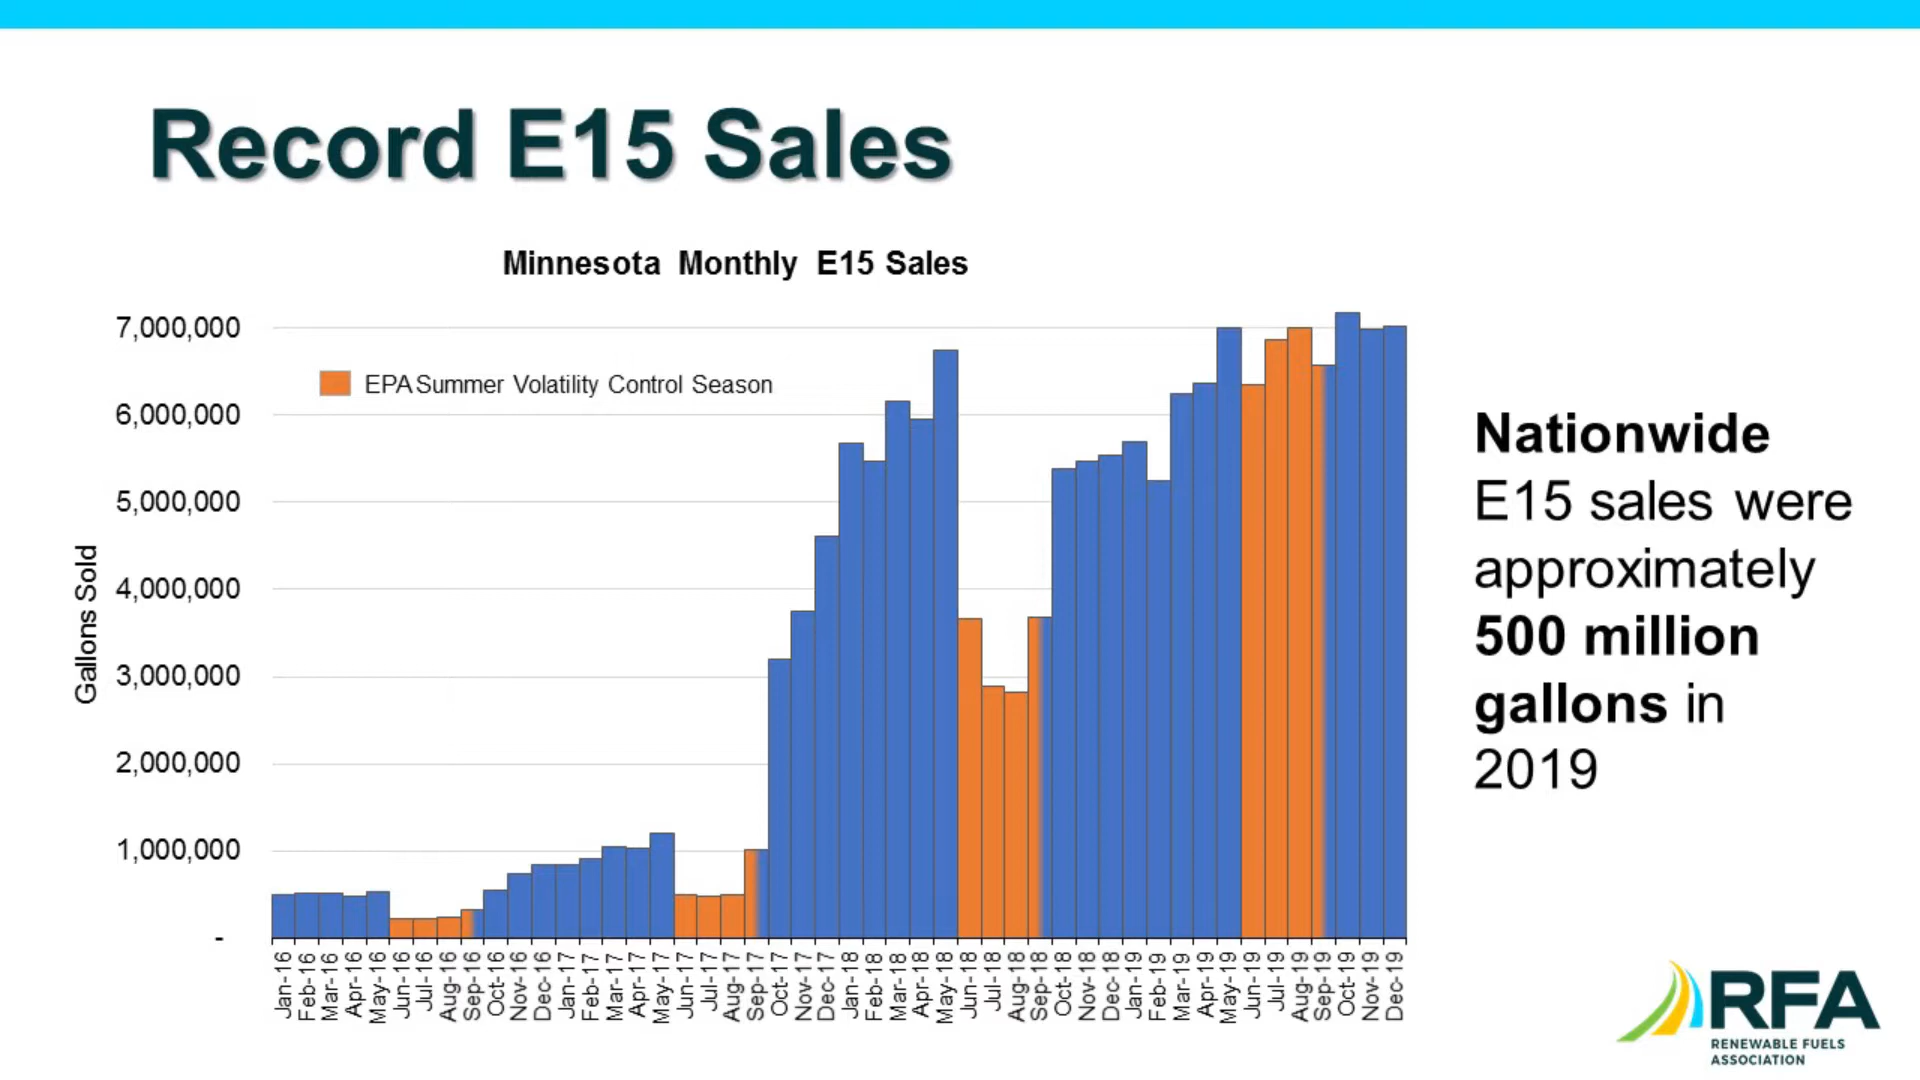 Record E15 Sales
Minnesota Monthly E15 Sales
7,000,000
6,000,000
5,000,000
4,000,000
3,000,000
2,000,000
1,000,000
-
Gallons Sold
EPA Summer Volatility Control Season
Jan-16
Feb-16
Mar-16
Apr-16
May-16
Jun-16
Jul-16
Aug-16
Sep-16
Oct-16
Nov-16
Dec-16
Jan-17
Feb-17
Mar-17
Apr-17
May-17
Jun-17
Jul-17
Aug-17
Sep-17
Oct-17
Nov-17
Dec-17
Jan-18
Feb-18
Mar-18
Apr-18
May-18
Jun-18
Jul-18
Aug-18
Sep-18
Oct-18
Nov-18
Dec-18
Jan-19
Feb-19
Mar-19
Apr-19
May-19
Jun-19
Jul-19
Aug-19
Sep-19
Oct-19
Nov-19
Dec-19
Nationwide
E15 sales were
approximately
500 million
gallons in
2019
RFA
RENEWABLE FUELS
ASSOCIATION